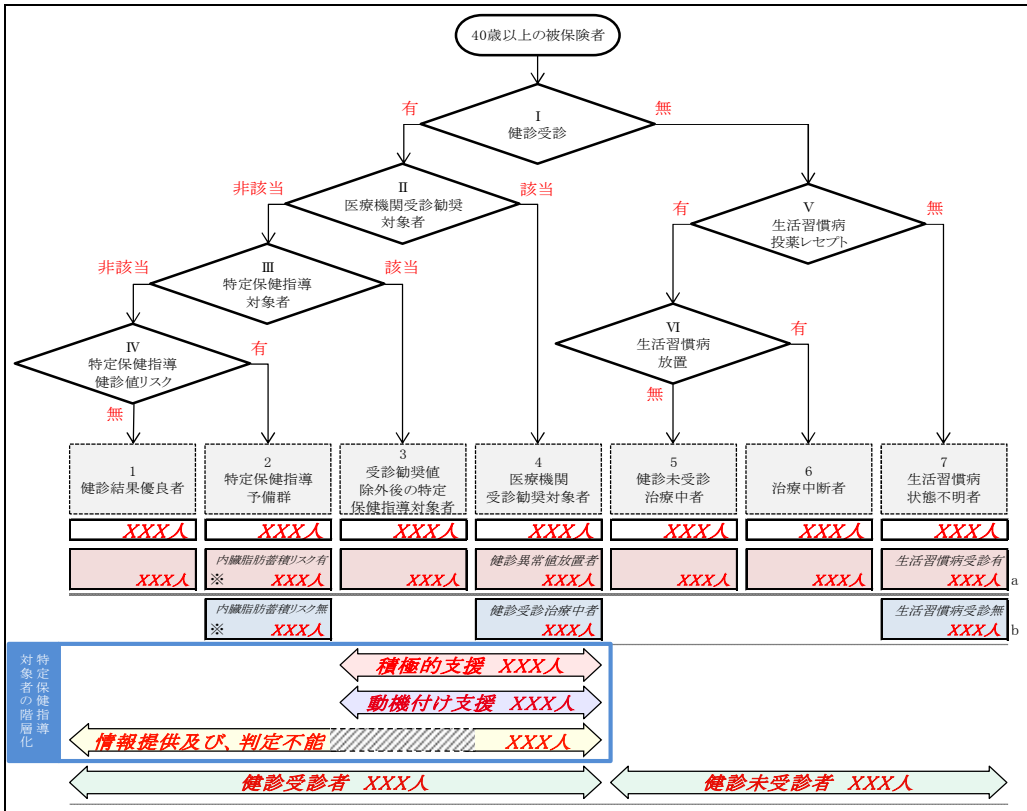 40歳以上の被保険者
有
Ⅰ
健診受診
無
非該当
Ⅱ
医療機関受診勧奨
対象者
該当
有
Ⅴ
生活習慣病
投薬レセプト
無
非該当
Ⅲ
特定保健指導
対象者
該当
Ⅳ
特定保健指導
健診値リスク
有
無
Ⅵ
生活習慣病
放置
有
無
1
健診結果優良者
2
特定保健指導
予備群
3
受診勧奨値
除外後の特定
保健指導対象者
4
医療機関
受診勧奨対象者
5
健診未受診
治療中者
6
治療中断者
7
生活習慣病
状態不明者
XXX人
XXX人
XXX人
XXX人
XXX人
XXX人
XXX人
XXX人
内臓脂肪蓄積リスク有
※ XXX人
XXX人
健診異常値放置者
XXX人
XXX人
XXX人
生活習慣病受診有
XXX人
a
内臓脂肪蓄積リスク無
※ XXX人
健診受診治療中者
XXX人
生活習慣病受診無
XXX人
b
特定保健指導
対象者の階層化
積極的支援 XXX人
動機付け支援 XXX人
情報提供及び、判定不能 XXX人
健診受診者 XXX人
健診未受診者 XXX人